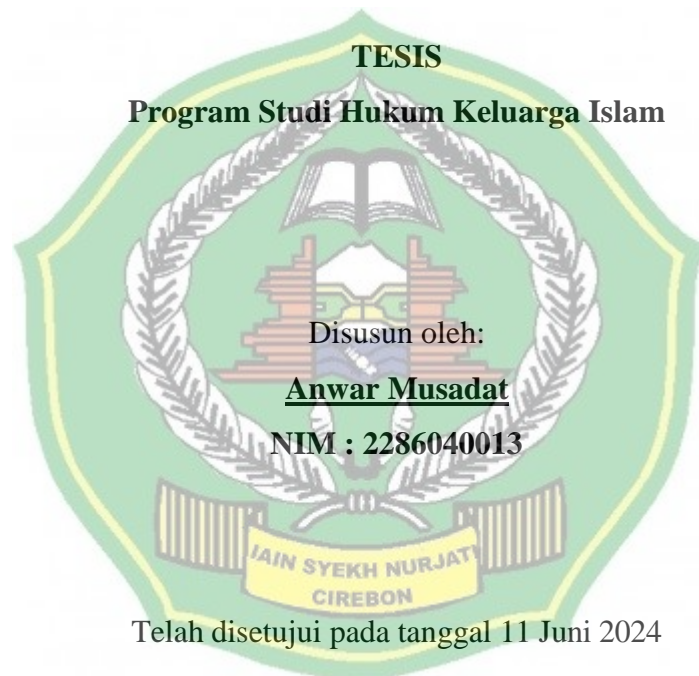 TESIS
Program Studi Hukum Keluarga Islam
Disusun oleh:
Anwar Musadat
NIM : 2286040013
IAIN SYEKH NURJATI
CIREBON
Telah disetujui pada tanggal 11 Juni 2024